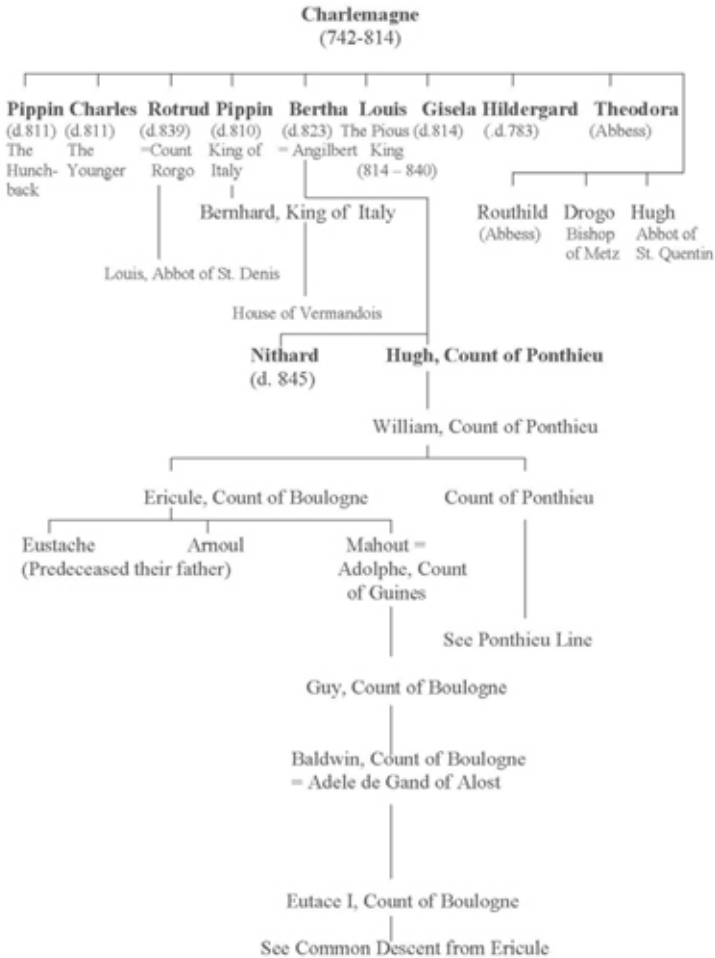 Charlemagne
(742-814)
Pippin Charles Rotrud Pippin Bertha Louis Gisela Hildergard Theodora
(d.811) (d.811) (d.839) (d.810) (d.823) The Pious (d.814) (.d.783) (Abbess)
The The =Count King of = Angilbert King
Hunch- Younger Rorgo Italy (814 – 840)
back
Bernhard, King of Italy
Routhild Drogo Hugh
(Abbess) Bishop Abbot of
of Metz St. Quentin
Louis, Abbot of St. Denis
House of Vermandois
Nithard Hugh, Count of Ponthieu
(d. 845)
William, Count of Ponthieu
Ericule, Count of Boulogne Count of Ponthieu
Eustache Arnoul Mahout =
(Predeceased their father) Adolphe, Count
of Guines
See Ponthieu Line
Guy, Count of Boulogne
Baldwin, Count of Boulogne
= Adele de Gand of Alost
Eutace I, Count of Boulogne
See Common Descent from Ericule